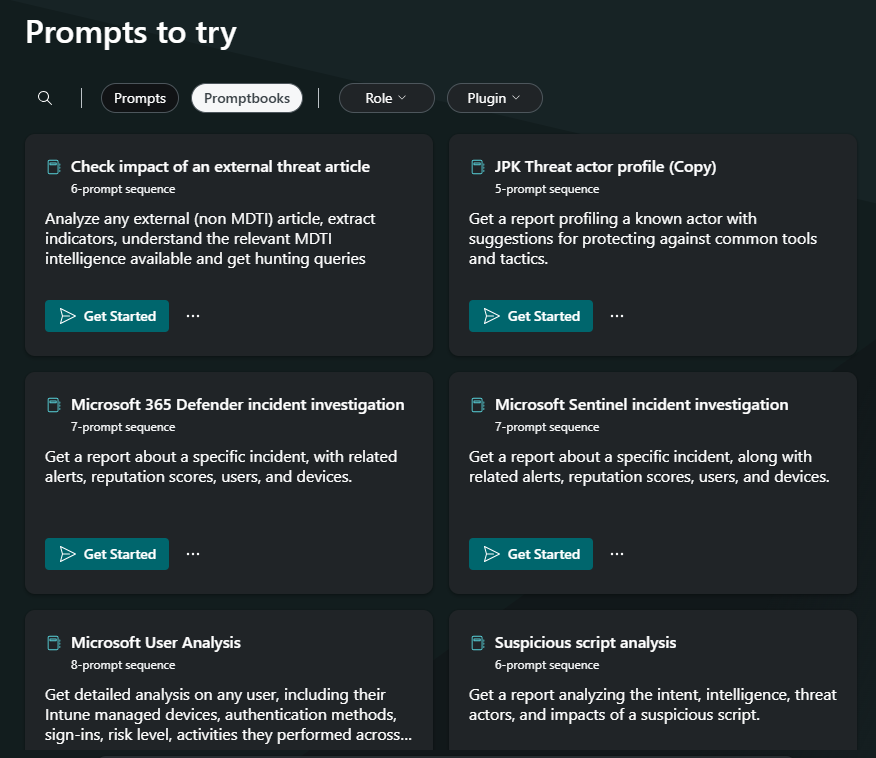 Prompts to try
Prompts
Promptbooks
Role
Plugin
Check impact of an external threat article
6-prompt sequence
Analyze any external (non MDTI) article, extract
indicators, understand the relevant MDTI
intelligence available and get hunting queries
Get Started
JPK Threat actor profile (Copy)
5-prompt sequence
Get a report profiling a known actor with
suggestions for protecting against common tools
and tactics.
Get Started
Microsoft 365 Defender incident investigation
7-prompt sequence
Get a report about a specific incident, with related
alerts, reputation scores, users, and devices.
Get Started
Microsoft Sentinel incident investigation
7-prompt sequence
Get a report about a specific incident, along with
related alerts, reputation scores, users, and devices.
Get Started
Microsoft User Analysis
8-prompt sequence
Get detailed analysis on any user, including their
Intune managed devices, authentication methods,
sign-ins, risk level, activities they performed across...
Suspicious script analysis
6-prompt sequence
Get a report analyzing the intent, intelligence, threat
actors, and impacts of a suspicious script.